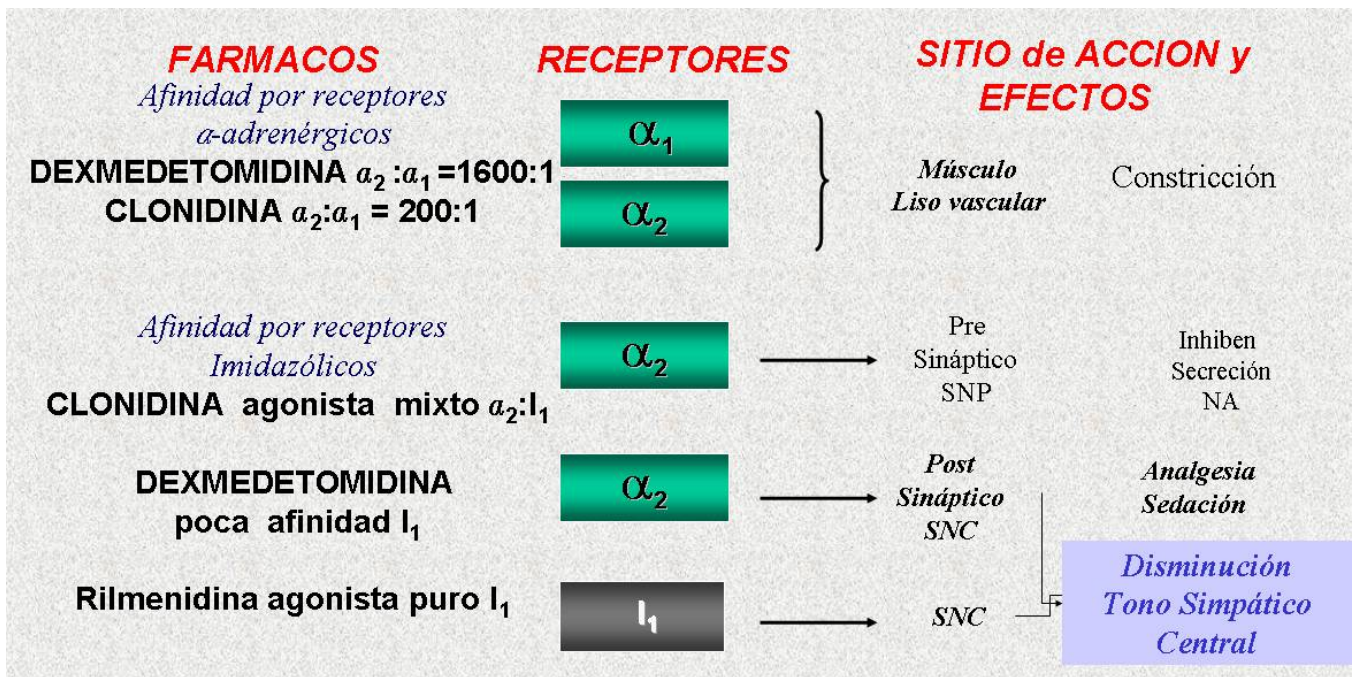 FARMACOS
Afinidad por receptores
α-adrenérgicos
DEXMEDETOMIDINA α₂ :α₁ =1600:1
CLONIDINA α₂:α₁ = 200:1
Afinidad por receptores
Imidazólicos
CLONIDINA agonista mixto α₂:I₁
DEXMEDETOMIDINA
poca afinidad I₁
Rilmenidina agonista puro I₁
RECEPTORES
α₁
α₂
α₂
α₂
I₁
SITIO de ACCION y
EFECTOS
Músculo
Liso vascular
Constricción
Pre
Sináptico
SNP
Inhiben
Secreción
NA
Post
Sináptico
SNC
Analgesia
Sedación
SNC
Disminución
Tono Simpático
Central